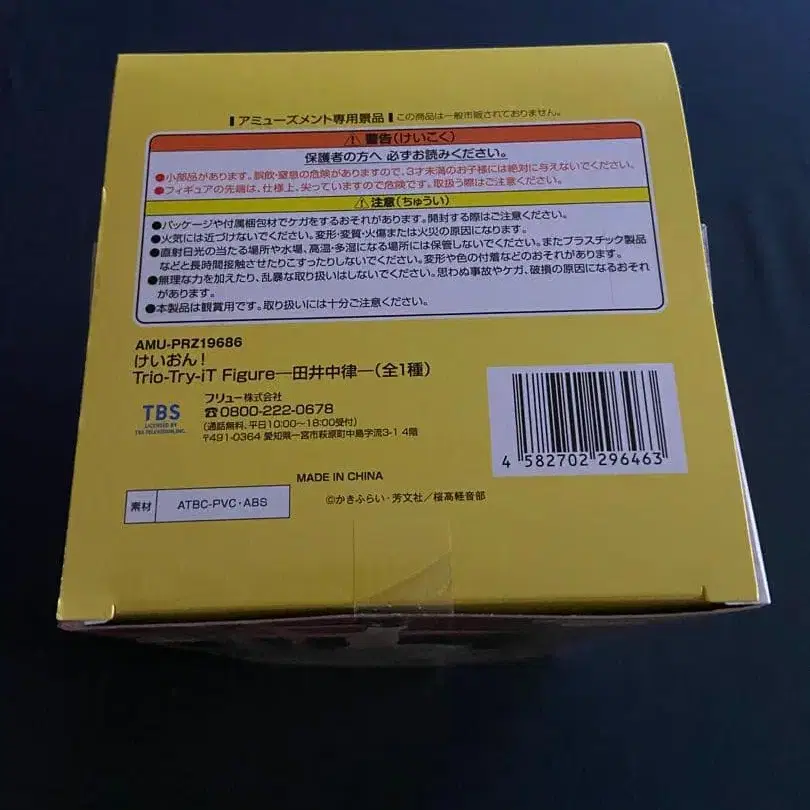 アミューズメント専用景品 この商品は一般市販されておりません。
⚠警告(けいこく)
保護者の方へ 必ずお読みください。
●小部品があります。誤飲・窒息の危険がありますので、3才未満のお子様には絶対に与えないでください。
●フィギュアの先端は、仕様上、尖っていますので危険です。取扱う際はご注意ください。
⚠注意(ちゅうい)
●パッケージや付属梱包材でケガをするおそれがあります。開封する際はご注意ください。
●火気には近づけないでください。変形・変質・火傷または火災の原因になります。
●直射日光の当たる場所や水場、高温・多湿になる場所には保管しないでください。またプラスチック製品
などと長時間接触させたりこすったりしないでください。変形や色の付着などのおそれがあります。
●無理な力を加えたり、乱暴な取り扱いはしないでください。思わぬ事故やケガ、破損の原因になるおそれ
があります。
●本製品は観賞用です。取り扱いには十分ご注意ください。
AMU-PRZ19686
けいおん!
Trio-Try-iT Figure―田井中律―(全1種)
TBS
LICENSED BY
TBS TELEVISION, INC.
フリュー株式会社
☎0800-222-0678
(通話無料、平日10:00〜18:00受付)
〒491-0364 愛知県一宮市萩原町中島字流3-1 4階
4 582702 296463
MADE IN CHINA
素材 ATBC-PVC・ABS
©かきふらい・芳文社/桜高軽音部